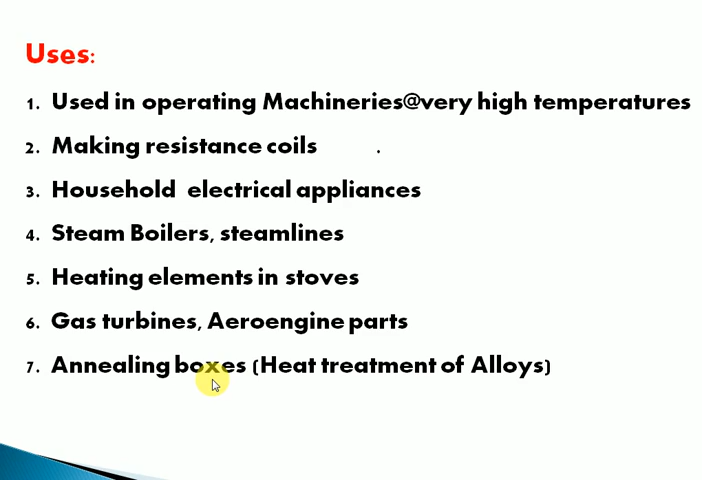 Uses:
1. Used in operating Machineries@very high temperatures
2. Making resistance coils .
3. Household electrical appliances
4. Steam Boilers, steamlines
5. Heating elements in stoves
6. Gas turbines, Aeroengine parts
7. Annealing boxes (Heat treatment of Alloys)